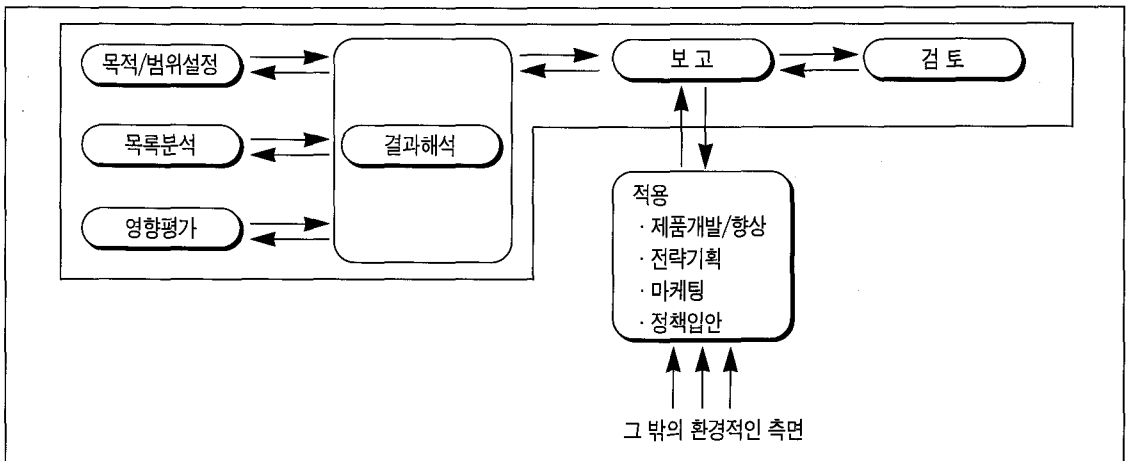 목적/범위설정
목록분석
영향평가
결과해석
보 고
검 토
적용
· 제품개발/향상
· 전략기획
· 마케팅
· 정책입안
그 밖의 환경적인 측면